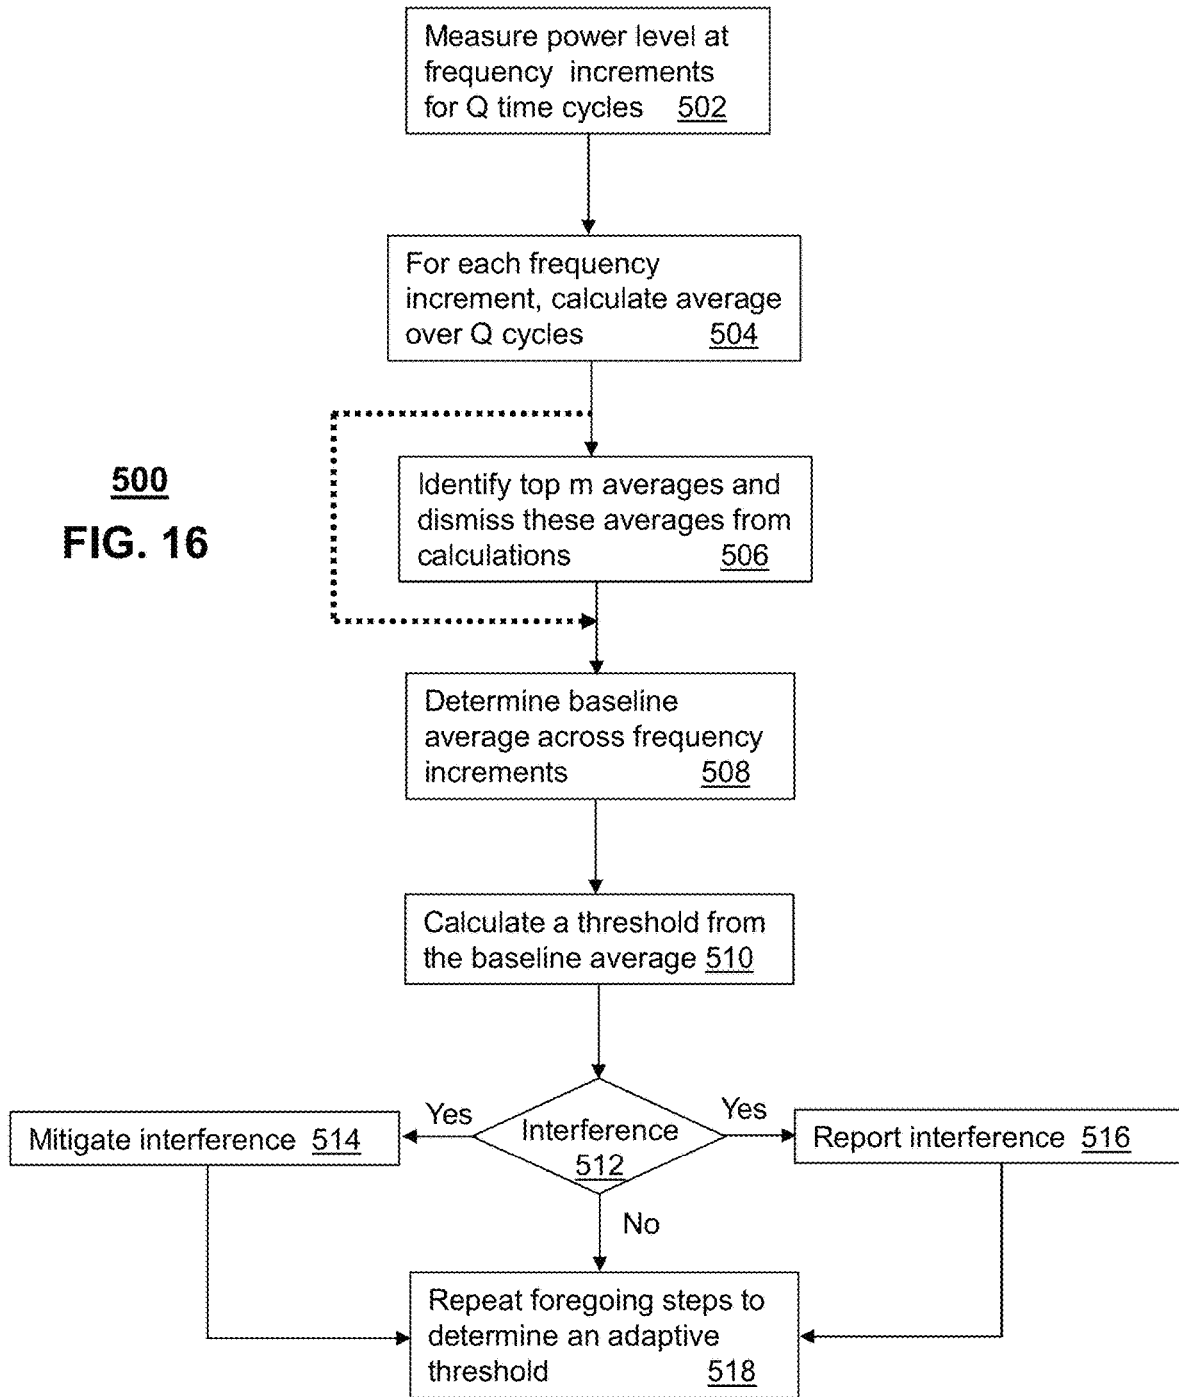 Measure power level at
frequency increments
for Q time cycles 502
For each frequency
increment, calculate average
over Q cycles 504
500
FIG. 16
Identify top m averages and
dismiss these averages from
calculations 506
Determine baseline
average across frequency
increments 508
Calculate a threshold from
the baseline average 510
Yes
Interference
512
Yes
Mitigate interference 514
Report interference 516
No
Repeat foregoing steps to
determine an adaptive
threshold 518